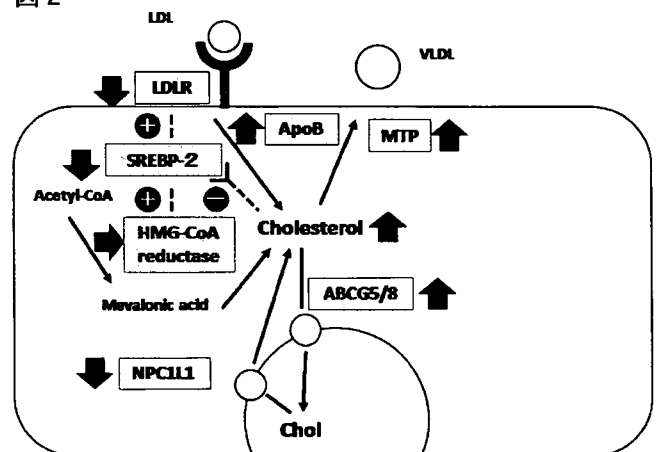 図2
LDL
VLDL
LDLR
ApoB
MTP
SREBP-2
Acetyl-CoA
Cholesterol
HMG-CoA
reductase
ABCG5/8
Mevalonic acid
NPC1L1
Chol